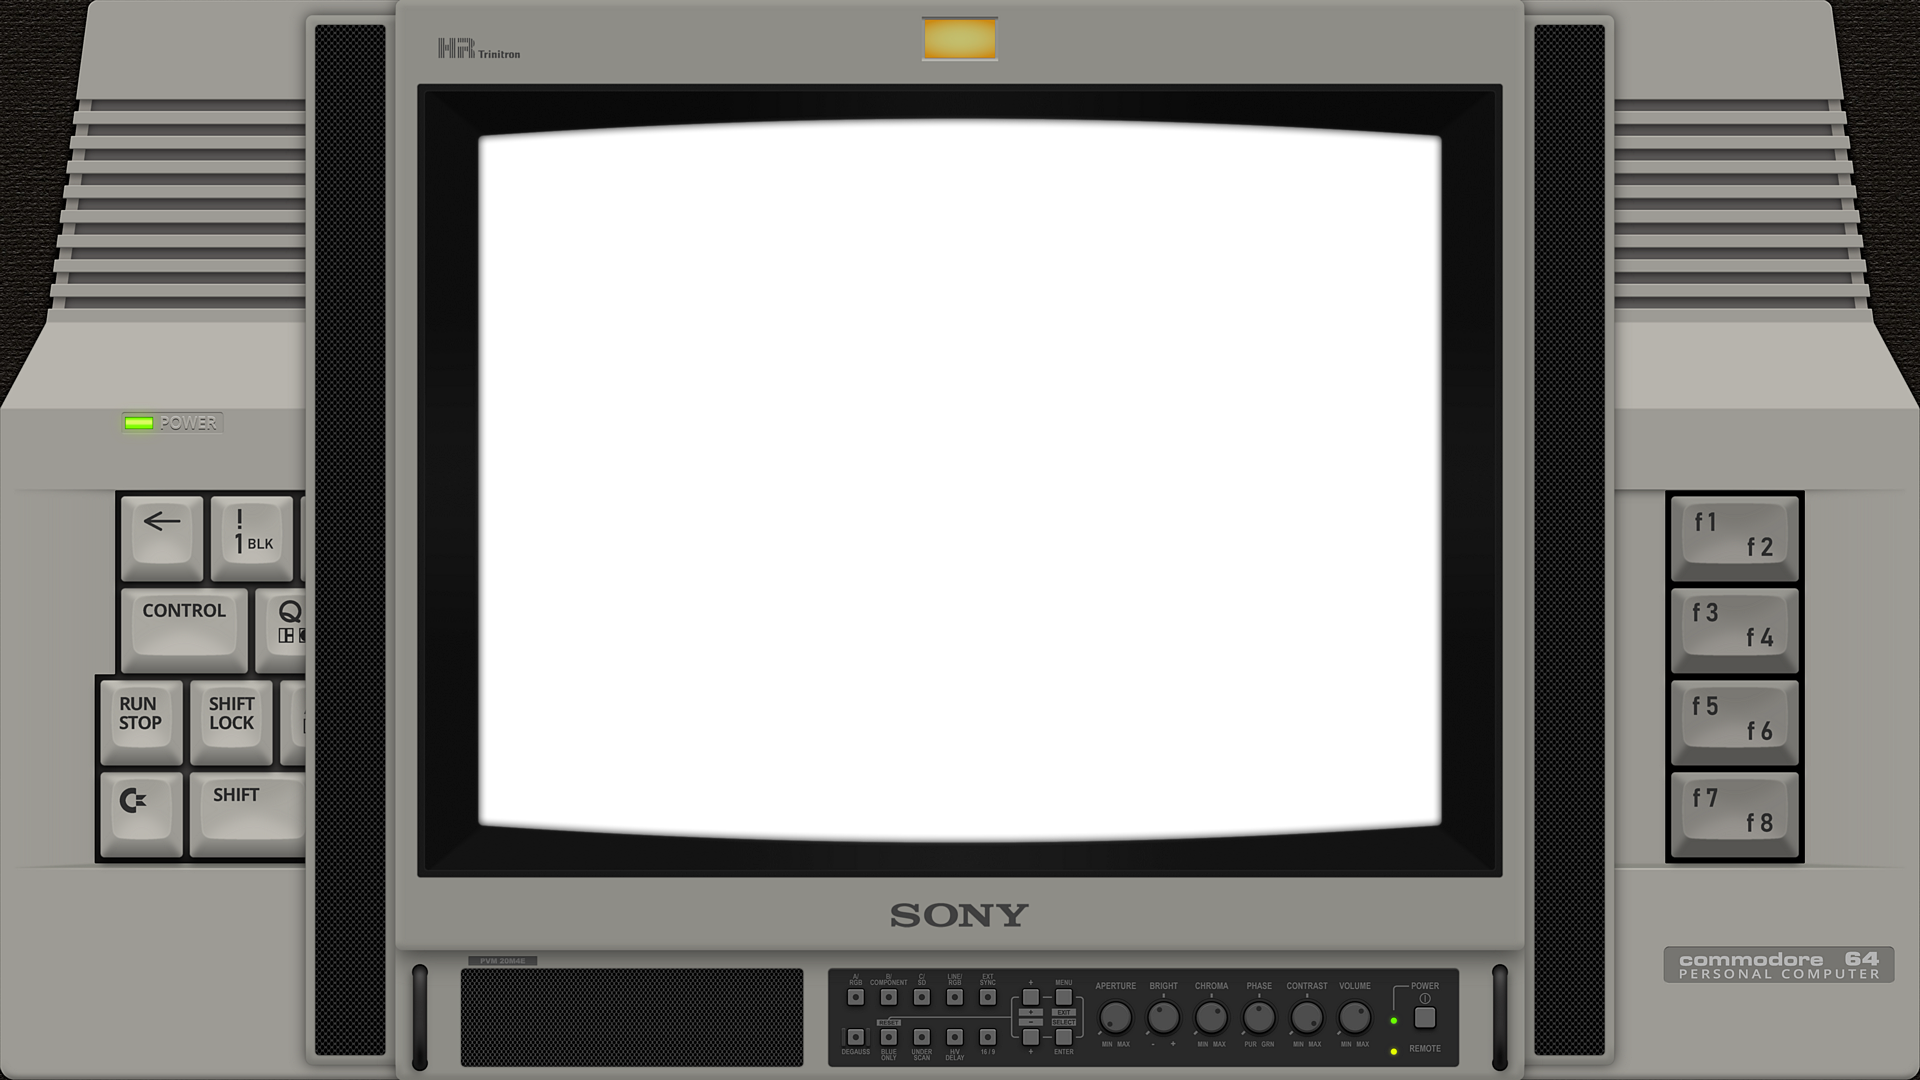 HR Trinitron
POWER
!
1 BLK
CONTROL
Q
RUN
STOP
SHIFT
LOCK
SHIFT
f1
f2
f3
f4
f5
f6
f7
f8
SONY
commodore 64
PERSONAL COMPUTER
PVM 20M4E
A/
RGB
B/
COMPONENT
C/
SD
LINE/
RGB
EXT
SYNC
+
MENU
+
EXIT
-
SELECT
RESET
DEGAUSS
BLUE
ONLY
UNDER
SCAN
H/V
DELAY
16 / 9
+
ENTER
APERTURE
BRIGHT
CHROMA
PHASE
CONTRAST
VOLUME
MIN MAX
- +
MIN MAX
PUR GRN
MIN MAX
MIN MAX
POWER
REMOTE